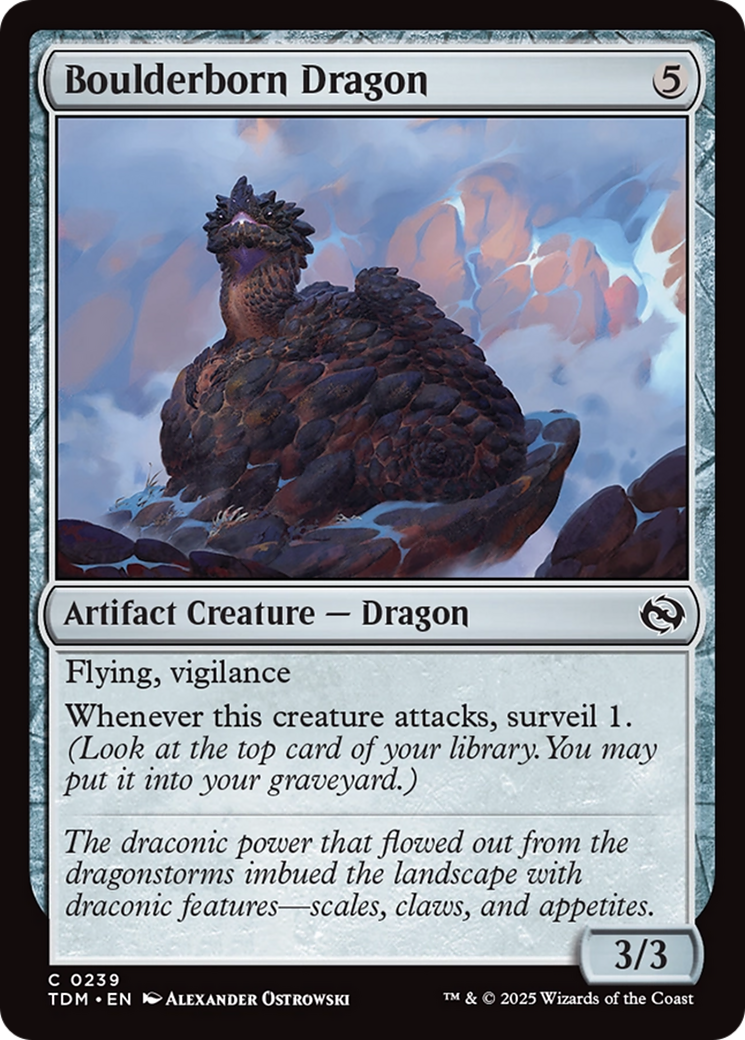 Boulderborn Dragon 5
Artifact Creature — Dragon
Flying, vigilance
Whenever this creature attacks, surveil 1.
(Look at the top card of your library. You may
put it into your graveyard.)
The draconic power that flowed out from the
dragonstorms imbued the landscape with
draconic features—scales, claws, and appetites.
3/3
C 0239
TDM • EN Alexander Ostrowski
™ & © 2025 Wizards of the Coast